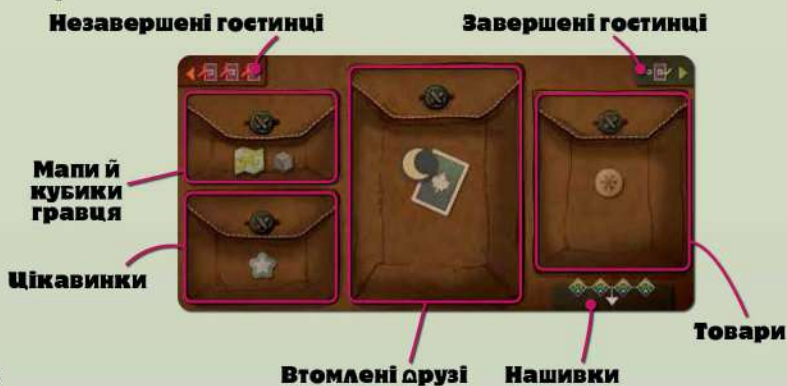 Незавершені гостинці
Завершені гостинці
Мапи й
кубики
гравця
Цікавинки
Товари
Втомлені друзі
Нашивки